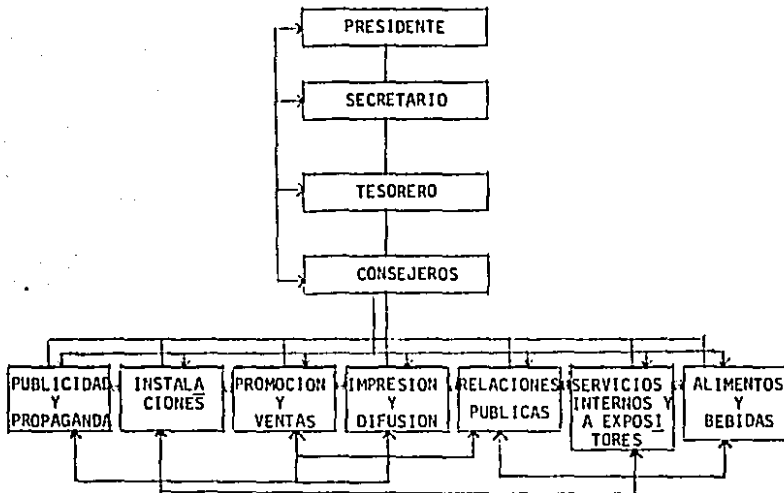 PRESIDENTE
SECRETARIO
TESORERO
CONSEJEROS
PUBLICIDAD
Y
PROPAGANDA
INSTALA
CIONES
PROMOCION Y
VENTAS
IMPRESION Y
DIFUSION
RELACIONES
PUBLICAS
SERVICIOS
INTERNOS Y
A EXPOSI
TORES
ALIMENTOS
Y
BEBIDAS